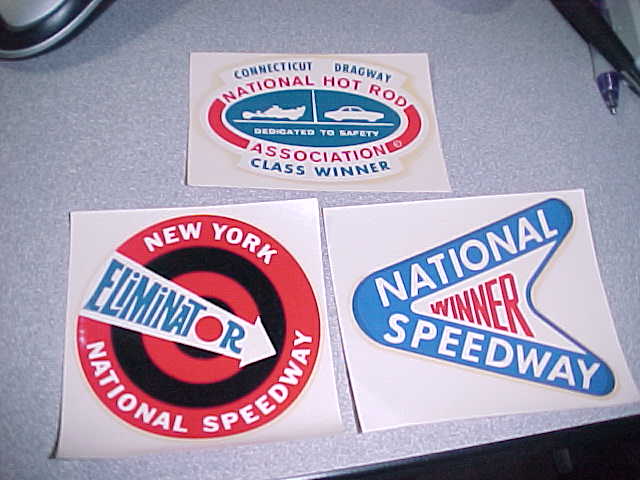 CONNECTICUT DRAGWAY
NATIONAL HOT ROD
DEDICATED TO SAFETY
ASSOCIATION ©
CLASS WINNER
NEW YORK
ELIMINATOR
NATIONAL SPEEDWAY
NATIONAL
WINNER
SPEEDWAY